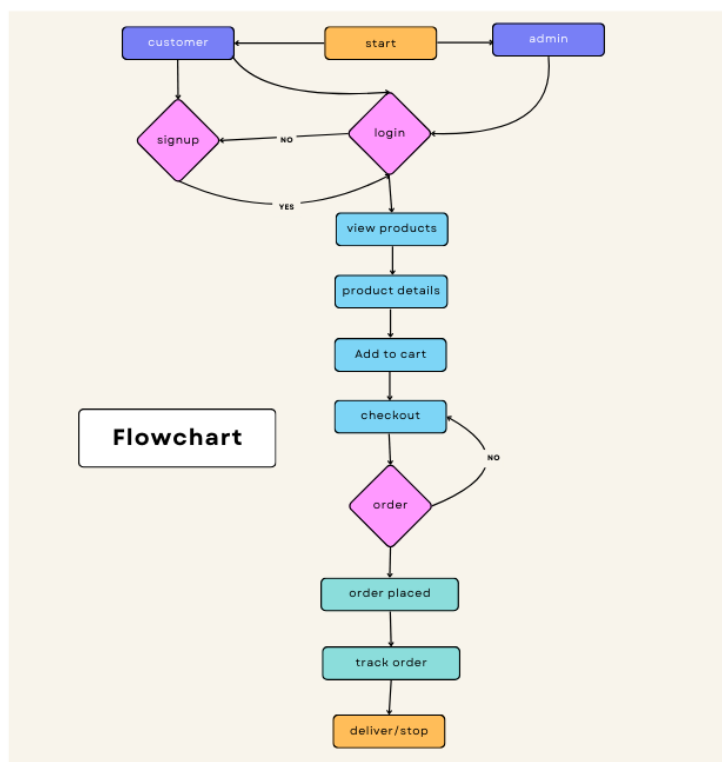 customer
start
admin
signup
NO
login
YES
view products
product details
Add to cart
checkout
Flowchart
NO
order
order placed
track order
deliver/stop